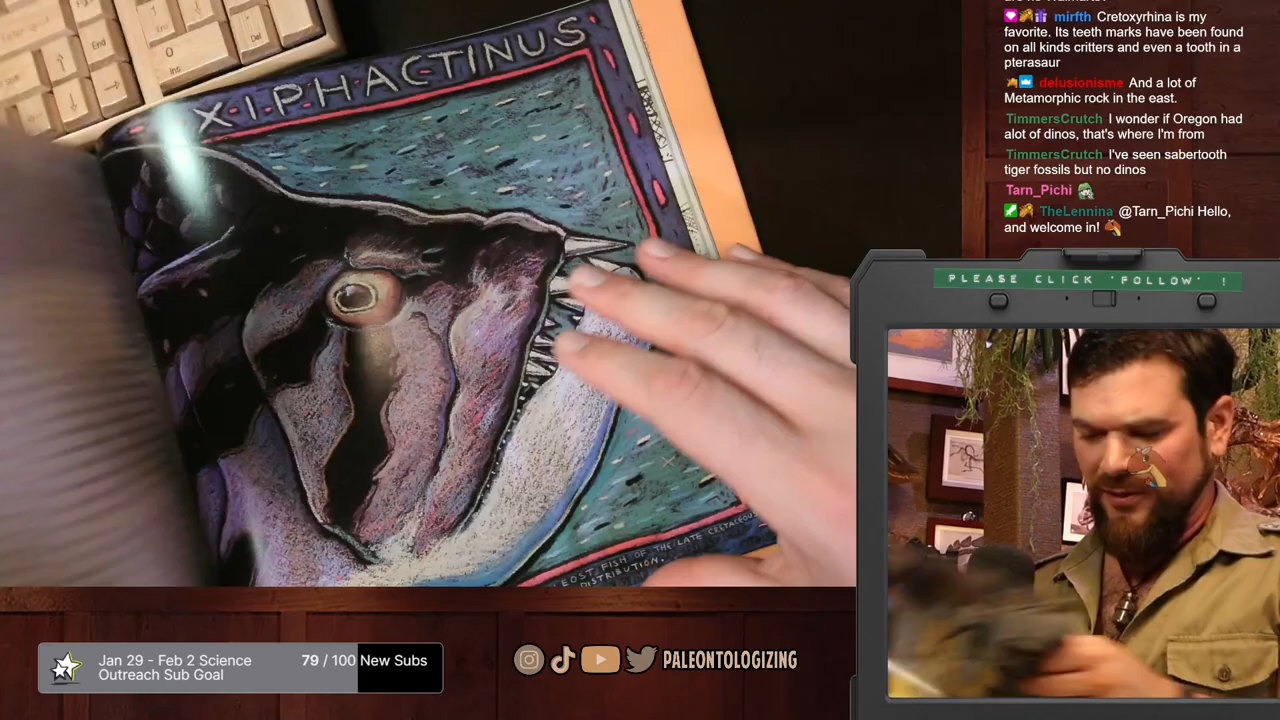 XIPHACTINUS
EOST FISH OF THE LATE CRETACEOUS
DISTRIBUTION.
End
Ins
Del
mirfth Cretoxyrhina is my
favorite. Its teeth marks have been found
on all kinds critters and even a tooth in a
pterasaur
delusionisme And a lot of
Metamorphic rock in the east.
TimmersCrutch I wonder if Oregon had
alot of dinos, that's where I'm from
TimmersCrutch I've seen sabertooth
tiger fossils but no dinos
Tarn_Pichi
TheLennina @Tarn_Pichi Hello,
and welcome in!
PLEASE CLICK "FOLLOW" !
Jan 29 - Feb 2 Science
Outreach Sub Goal
79 / 100 New Subs
PALEONTOLOGIZING